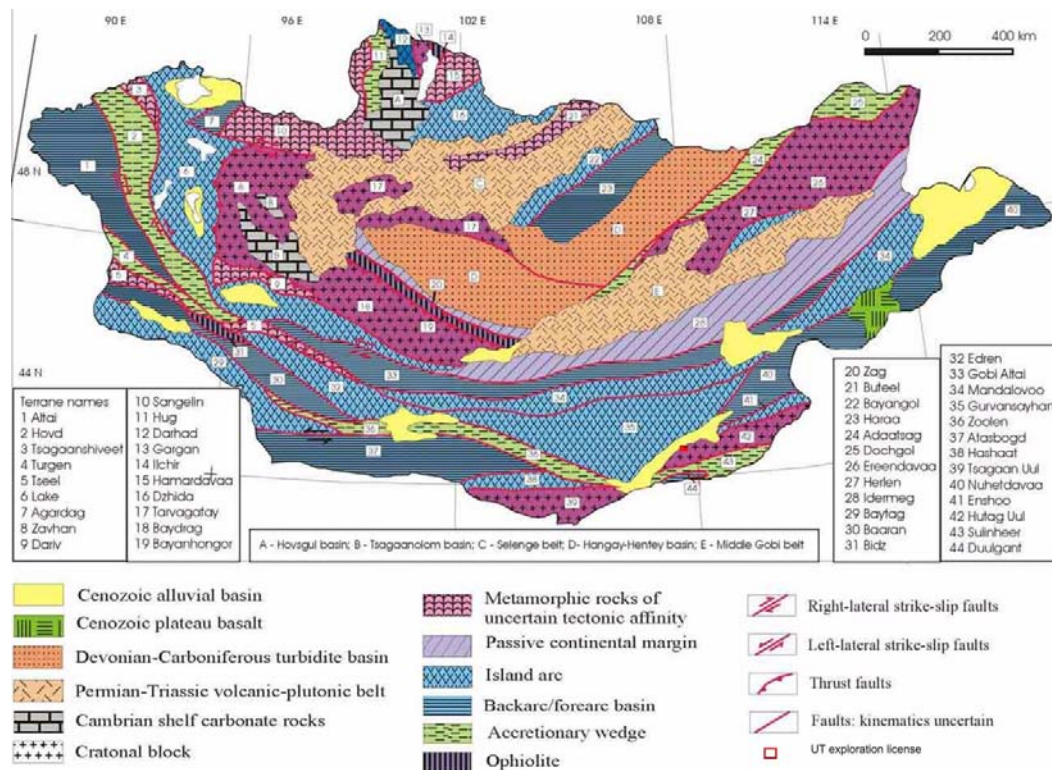 90 E 96 E 102 E 108 E 114 E
0 200 400 km
48 N
44 N
Terrane names
1 Altai
2 Hovd
3 Tsagaanshiveet
4 Turgen
5 Tseel
6 Lake
7 Agardag
8 Zavhan
9 Dariv
10 Sangelin
11 Hug
12 Darhad
13 Gargan
14 Ilchir
15 Hamardavaa
16 Dzhida
17 Tarvagatay
18 Baydrag
19 Bayanhongor
A - Hovsgul basin; B - Tsagaanolom basin; C - Selenge belt; D- Hangay-Hentey basin; E - Middle Gobi belt
20 Zag
21 Buteel
22 Bayangol
23 Haraa
24 Adaatsag
25 Dochgol
26 Ereendavaa
27 Herlen
28 Idermeg
29 Baytag
30 Baaran
31 Bidz
32 Edren
33 Gobi Altai
34 Mandalovoo
35 Gurvansayhan
36 Zoolen
37 Atasbogd
38 Hashaat
39 Tsagaan Uul
40 Nuhetdavaa
41 Enshoo
42 Hutag Uul
43 Sulinheer
44 Duulgant
Cenozoic alluvial basin
Cenozoic plateau basalt
Devonian-Carboniferous turbidite basin
Permian-Triassic volcanic-plutonic belt
Cambrian shelf carbonate rocks
Cratonal block
Metamorphic rocks of
uncertain tectonic affinity
Passive continental margin
Island arc
Backarc/forearc basin
Accretionary wedge
Ophiolite
Right-lateral strike-slip faults
Left-lateral strike-slip faults
Thrust faults
Faults: kinematics uncertain
UT exploration license